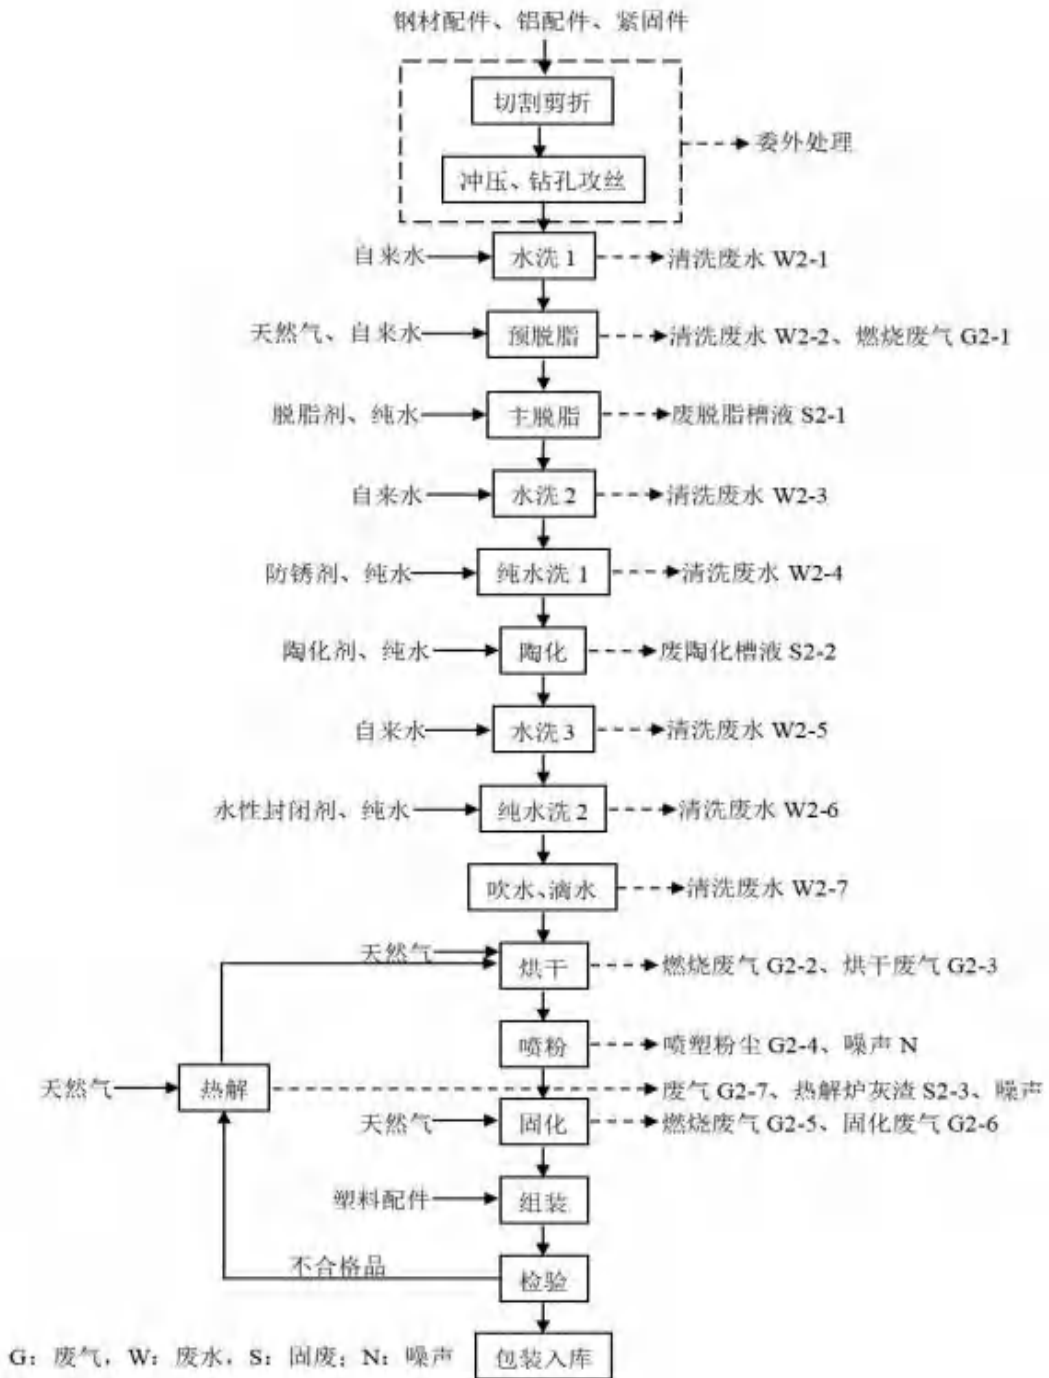 钢材配件、铝配件、紧固件
切割剪折
委外处理
冲压、钻孔攻丝
自来水 水洗 1 清洗废水 W2-1
天然气、自来水 预脱脂 清洗废水 W2-2、燃烧废气 G2-1
脱脂剂、纯水 主脱脂 废脱脂槽液 S2-1
自来水 水洗 2 清洗废水 W2-3
防锈剂、纯水 纯水洗 1 清洗废水 W2-4
陶化剂、纯水 陶化 废陶化槽液 S2-2
自来水 水洗 3 清洗废水 W2-5
水性封闭剂、纯水 纯水洗 2 清洗废水 W2-6
吹水、滴水 清洗废水 W2-7
天然气 烘干 燃烧废气 G2-2、烘干废气 G2-3
喷粉 喷塑粉尘 G2-4、噪声 N
天然气 热解 废气 G2-7、热解炉灰渣 S2-3、噪声
天然气 固化 燃烧废气 G2-5、固化废气 G2-6
塑料配件 组装
不合格品 检验
G：废气，W：废水，S：固废；N：噪声 包装入库